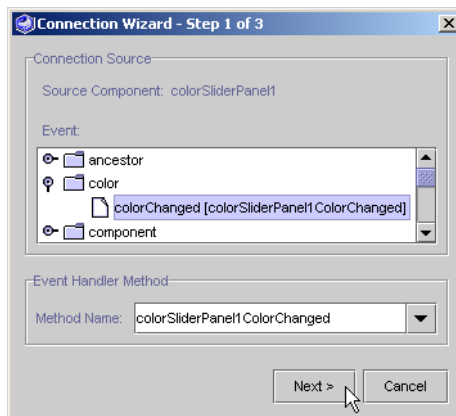 Connection Wizard - Step 1 of 3
Connection Source
Source Component: colorSliderPanel1
Event:
ancestor
color
colorChanged [colorSliderPanel1ColorChanged]
component
Event Handler Method
Method Name: colorSliderPanel1ColorChanged
Next > Cancel